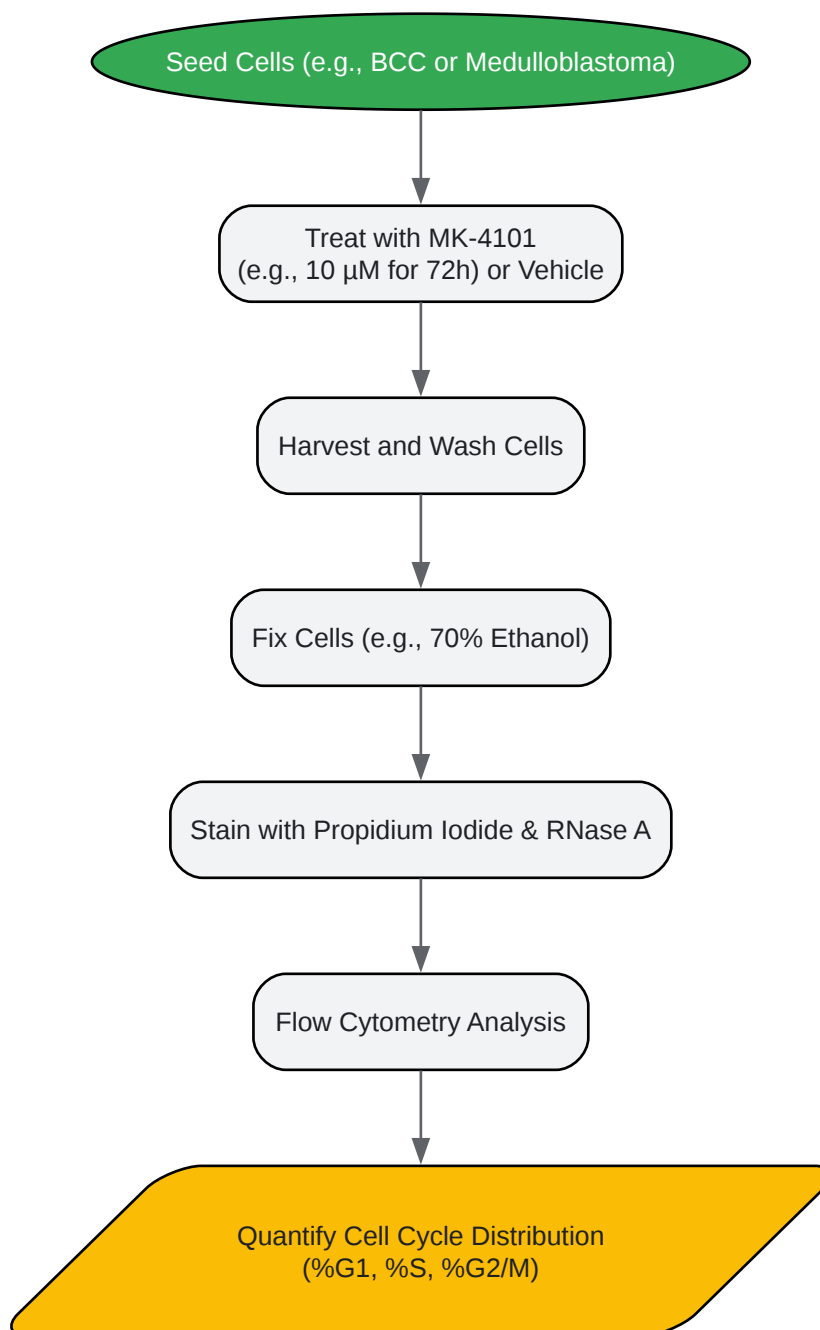 Seed Cells (e.g., BCC or Medulloblastoma)
Treat with MK-4101
(e.g., 10 µM for 72h) or Vehicle
Harvest and Wash Cells
Fix Cells (e.g., 70% Ethanol)
Stain with Propidium Iodide & RNase A
Flow Cytometry Analysis
Quantify Cell Cycle Distribution
(%G1, %S, %G2/M)